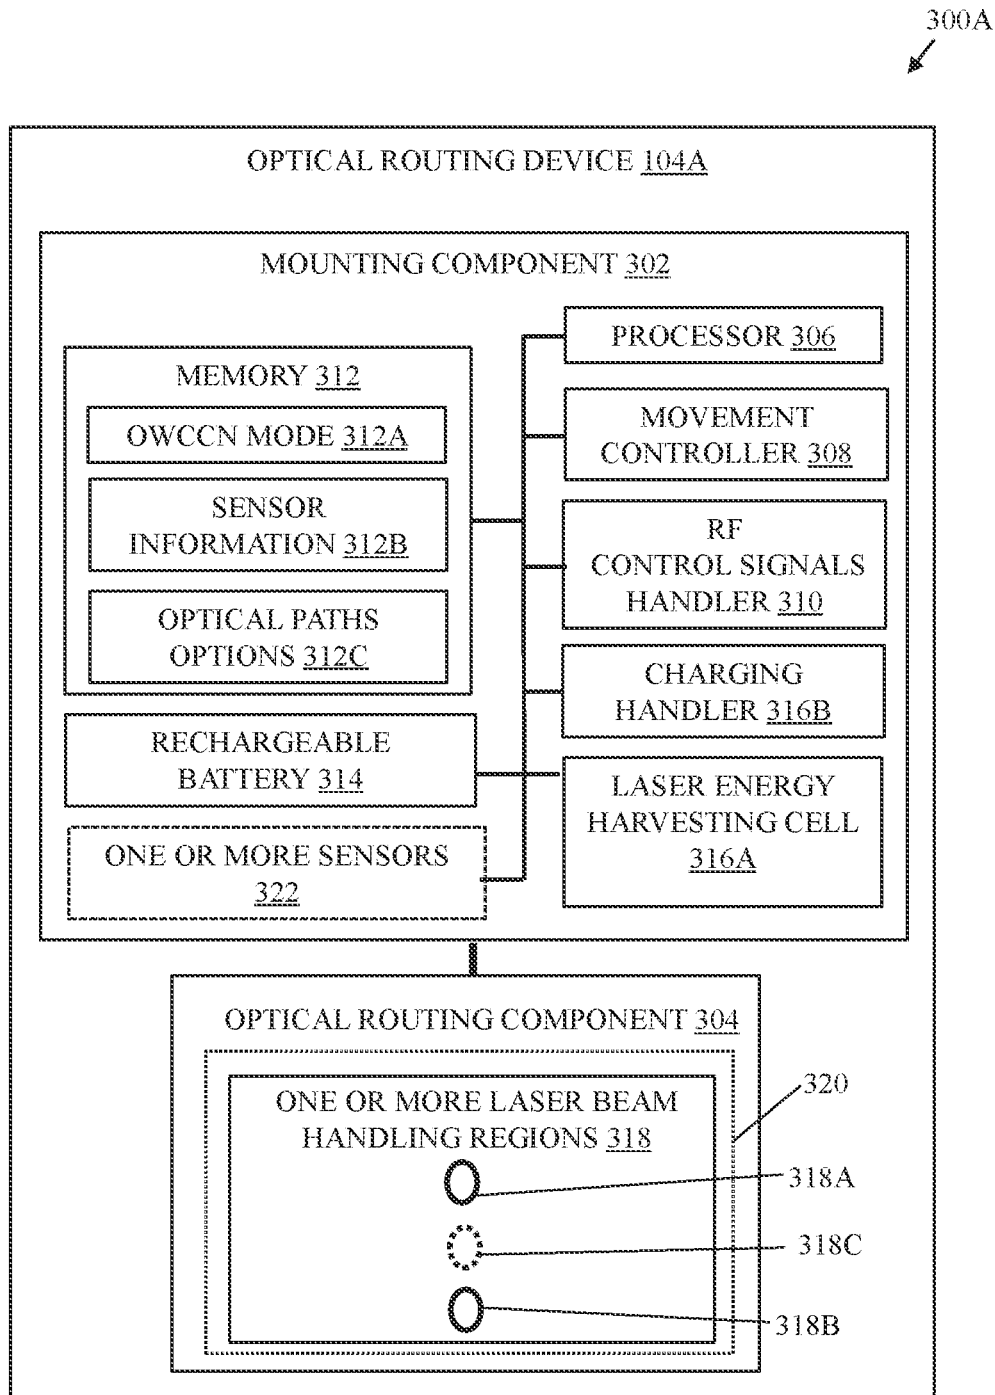 300A
OPTICAL ROUTING DEVICE 104A
MOUNTING COMPONENT 302
MEMORY 312
OWCCN MODE 312A
SENSOR
INFORMATION 312B
OPTICAL PATHS
OPTIONS 312C
RECHARGEABLE
BATTERY 314
ONE OR MORE SENSORS
322
PROCESSOR 306
MOVEMENT
CONTROLLER 308
RF
CONTROL SIGNALS
HANDLER 310
CHARGING
HANDLER 316B
LASER ENERGY
HARVESTING CELL
316A
OPTICAL ROUTING COMPONENT 304
320
ONE OR MORE LASER BEAM
HANDLING REGIONS 318
318A
318C
318B